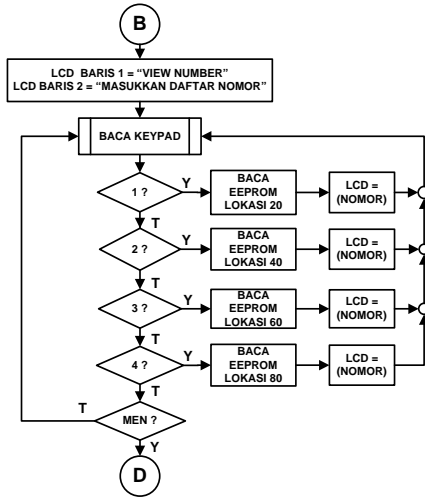 B
LCD BARIS 1 = “VIEW NUMBER”
LCD BARIS 2 = “MASUKKAN DAFTAR NOMOR”
BACA KEYPAD
1 ?
Y
BACA
EEPROM
LOKASI 20
LCD =
(NOMOR)
T
2 ?
Y
BACA
EEPROM
LOKASI 40
LCD =
(NOMOR)
T
3 ?
Y
BACA
EEPROM
LOKASI 60
LCD =
(NOMOR)
T
4 ?
Y
BACA
EEPROM
LOKASI 80
LCD =
(NOMOR)
T
T
MEN ?
Y
D